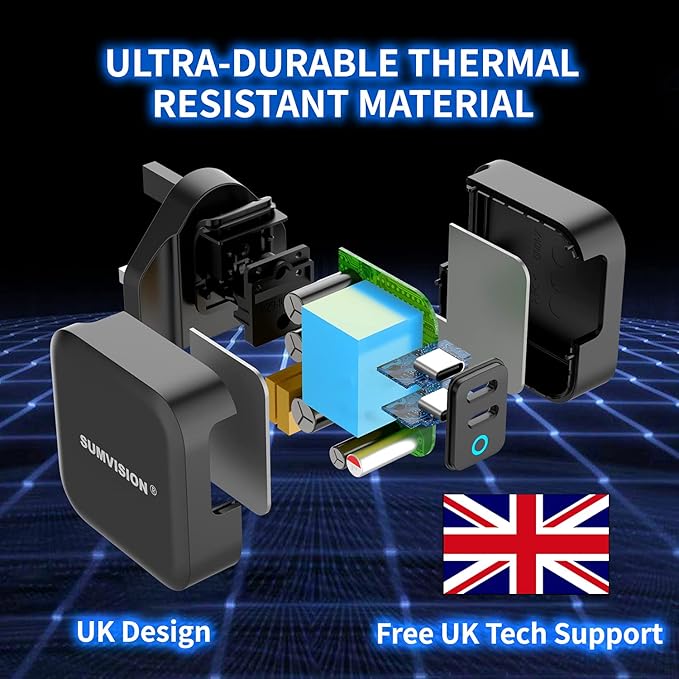 ULTRA-DURABLE THERMAL
RESISTANT MATERIAL
SUMVISION®
UK Design
Free UK Tech Support